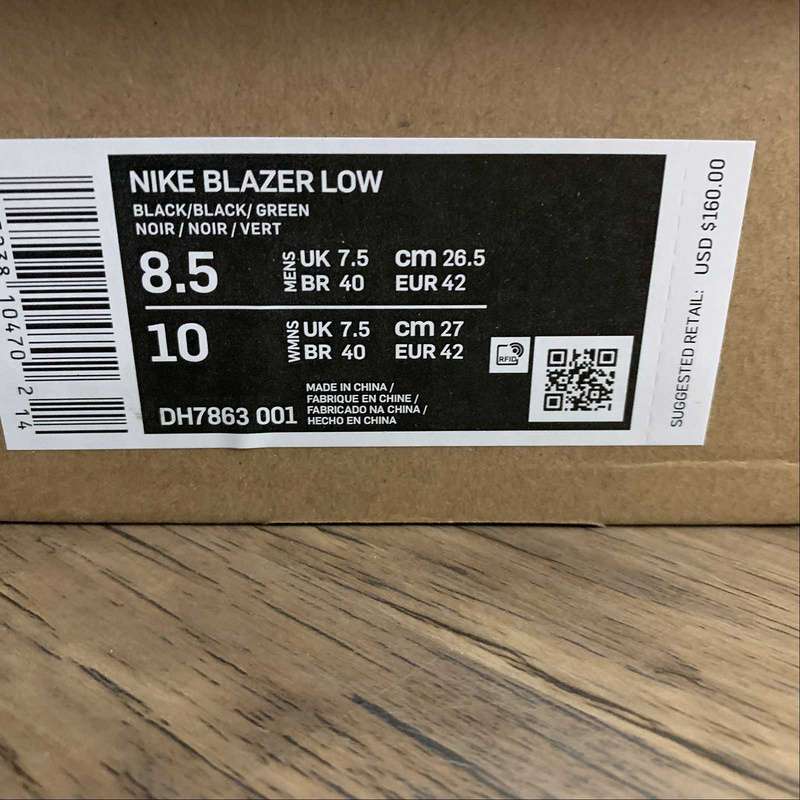 NIKE BLAZER LOW
BLACK/BLACK/ GREEN
NOIR / NOIR / VERT
8.5 MENS UK 7.5 cm 26.5
BR 40 EUR 42
10 WMNS UK 7.5 cm 27
BR 40 EUR 42
RFID
DH7863 001
MADE IN CHINA /
FABRIQUE EN CHINE /
FABRICADO NA CHINA /
HECHO EN CHINA
SUGGESTED RETAIL: USD $160.00
10470 214